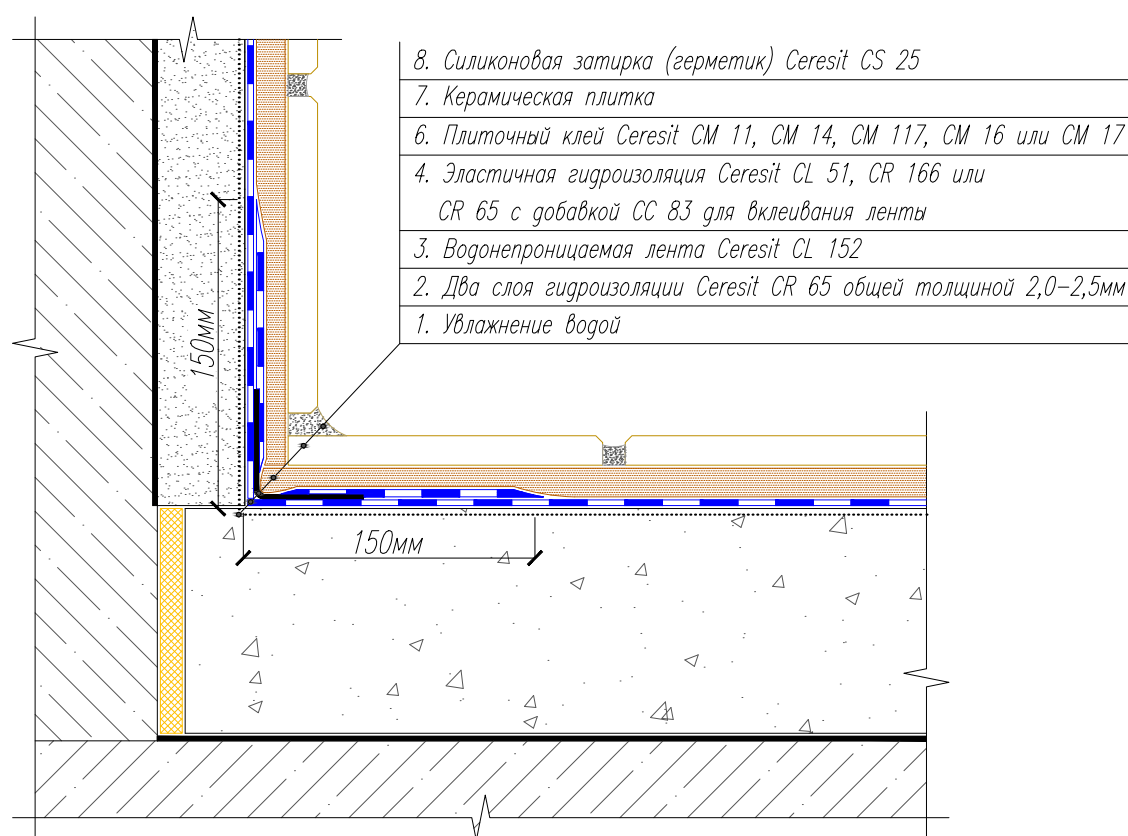 8. Силиконовая затирка (герметик) Ceresit CS 25
7. Керамическая плитка
6. Плиточный клей Ceresit CM 11, CM 14, CM 117, CM 16 или CM 17
4. Эластичная гидроизоляция Ceresit CL 51, CR 166 или
CR 65 с добавкой CC 83 для вклеивания ленты
3. Водонепроницаемая лента Ceresit CL 152
2. Два слоя гидроизоляции Ceresit CR 65 общей толщиной 2,0-2,5мм
1. Увлажнение водой
150мм
150мм